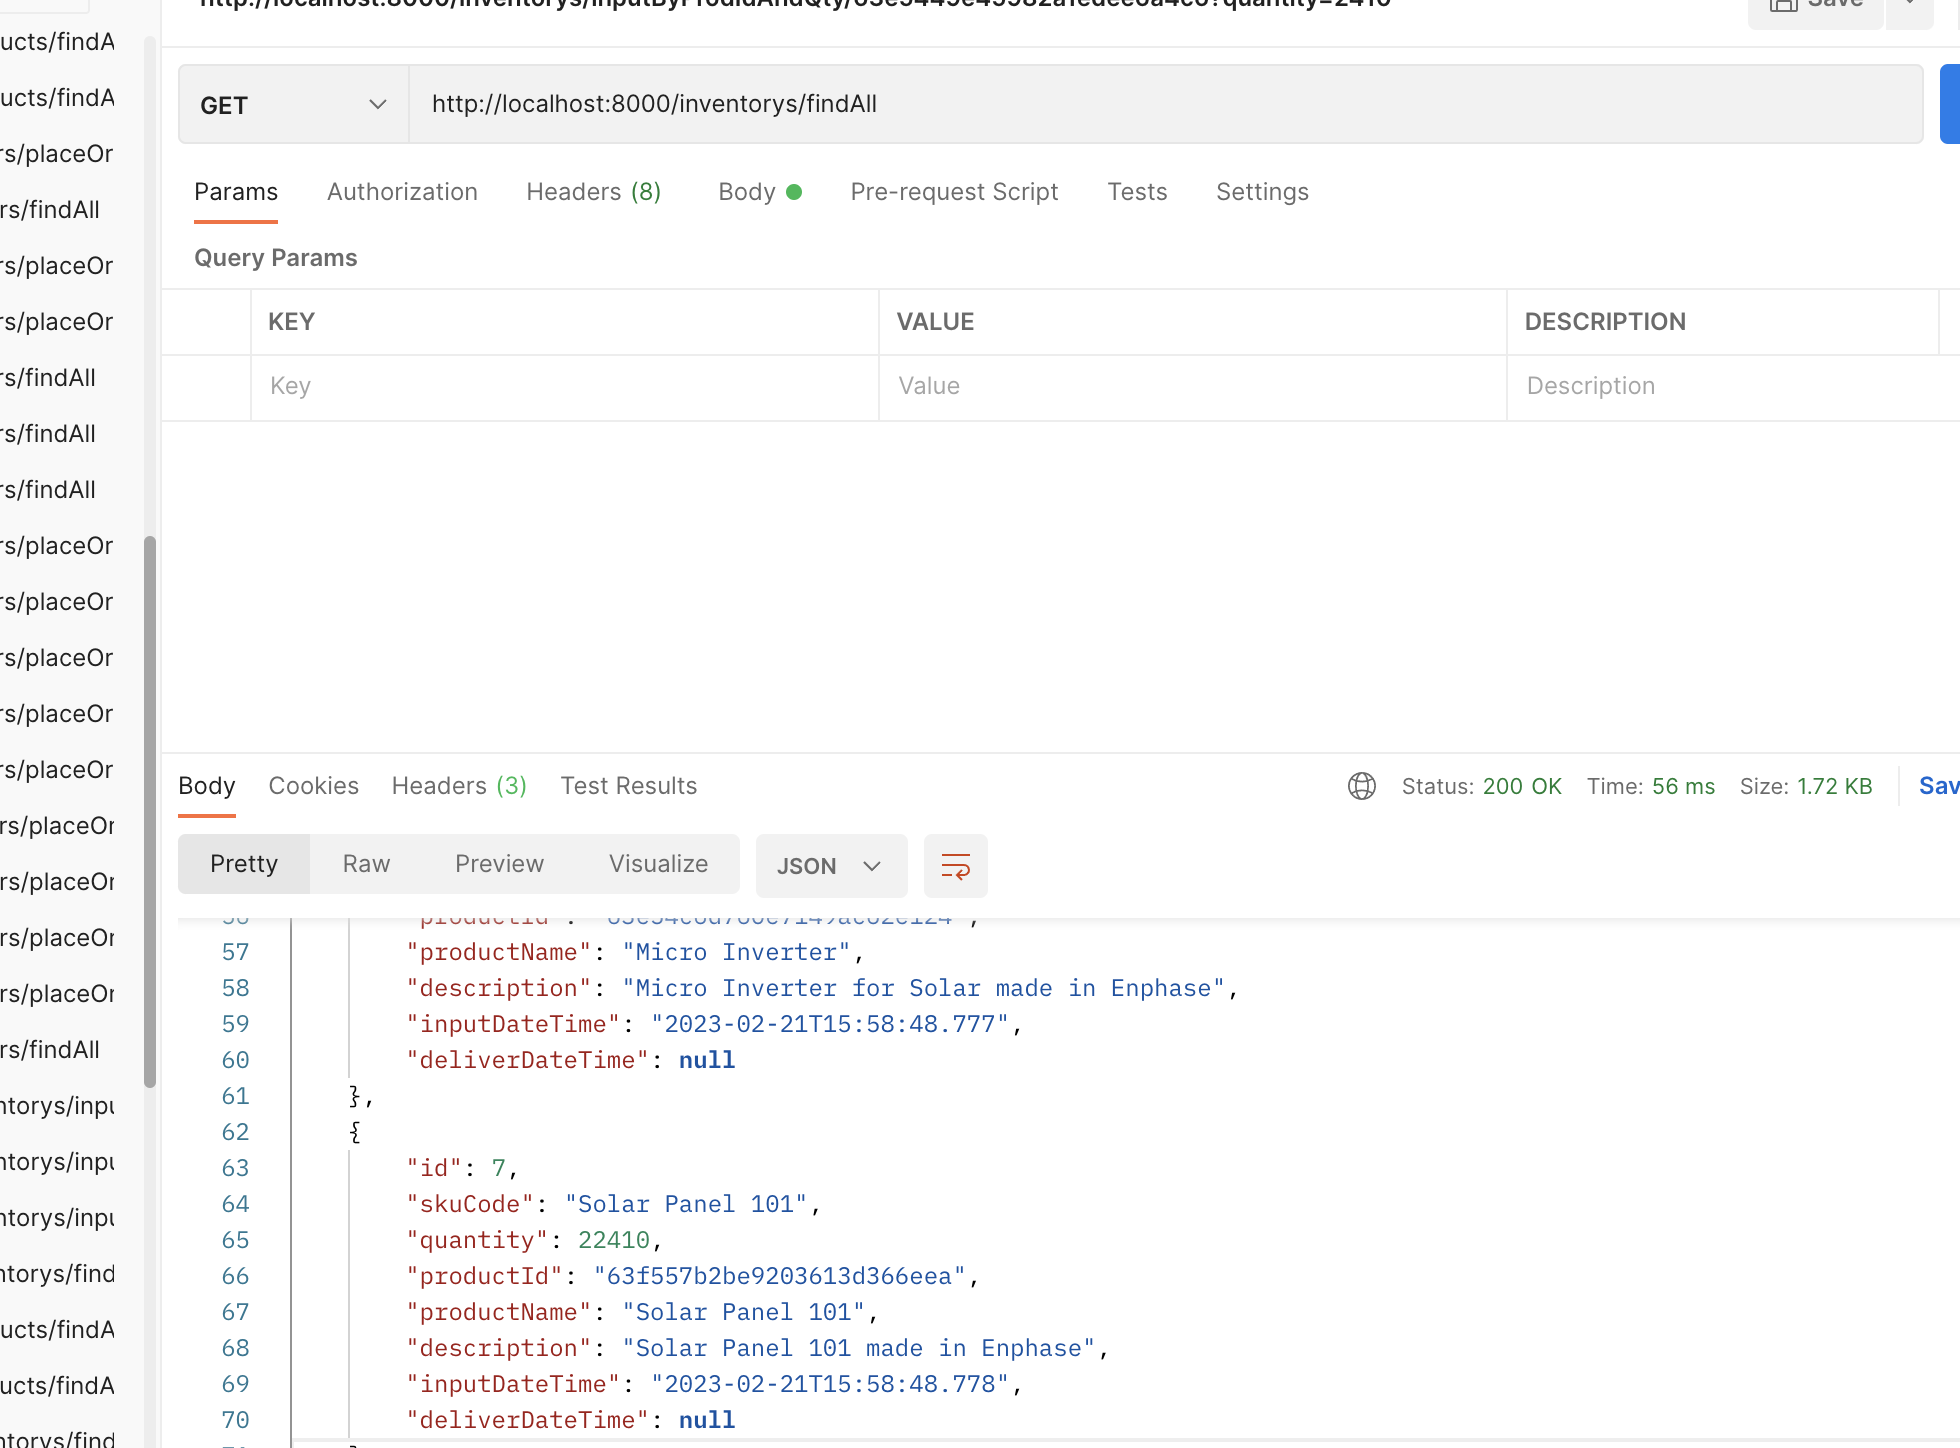 Save
GET
http://localhost:8000/inventorys/findAll
Params Authorization Headers (8) Body Pre-request Script Tests Settings
Query Params
KEY VALUE DESCRIPTION
Key Value Description
Body Cookies Headers (3) Test Results
Status: 200 OK Time: 56 ms Size: 1.72 KB Sav
Pretty Raw Preview Visualize JSON
57 "productName": "Micro Inverter",
58 "description": "Micro Inverter for Solar made in Enphase",
59 "inputDateTime": "2023-02-21T15:58:48.777",
60 "deliverDateTime": null
61 },
62 {
63 "id": 7,
64 "skuCode": "Solar Panel 101",
65 "quantity": 22410,
66 "productId": "63f557b2be9203613d366eea",
67 "productName": "Solar Panel 101",
68 "description": "Solar Panel 101 made in Enphase",
69 "inputDateTime": "2023-02-21T15:58:48.778",
70 "deliverDateTime": null
ucts/findA
ucts/findA
rs/placeOr
rs/findAll
rs/placeOr
rs/placeOr
rs/findAll
rs/findAll
rs/findAll
rs/placeOr
rs/placeOr
rs/placeOr
rs/placeOr
rs/placeOr
rs/placeOr
rs/placeOr
rs/placeOr
rs/placeOr
rs/findAll
ntorys/inpu
ntorys/inpu
ntorys/inpu
ntorys/find
ucts/findA
ucts/findA
ntorys/find